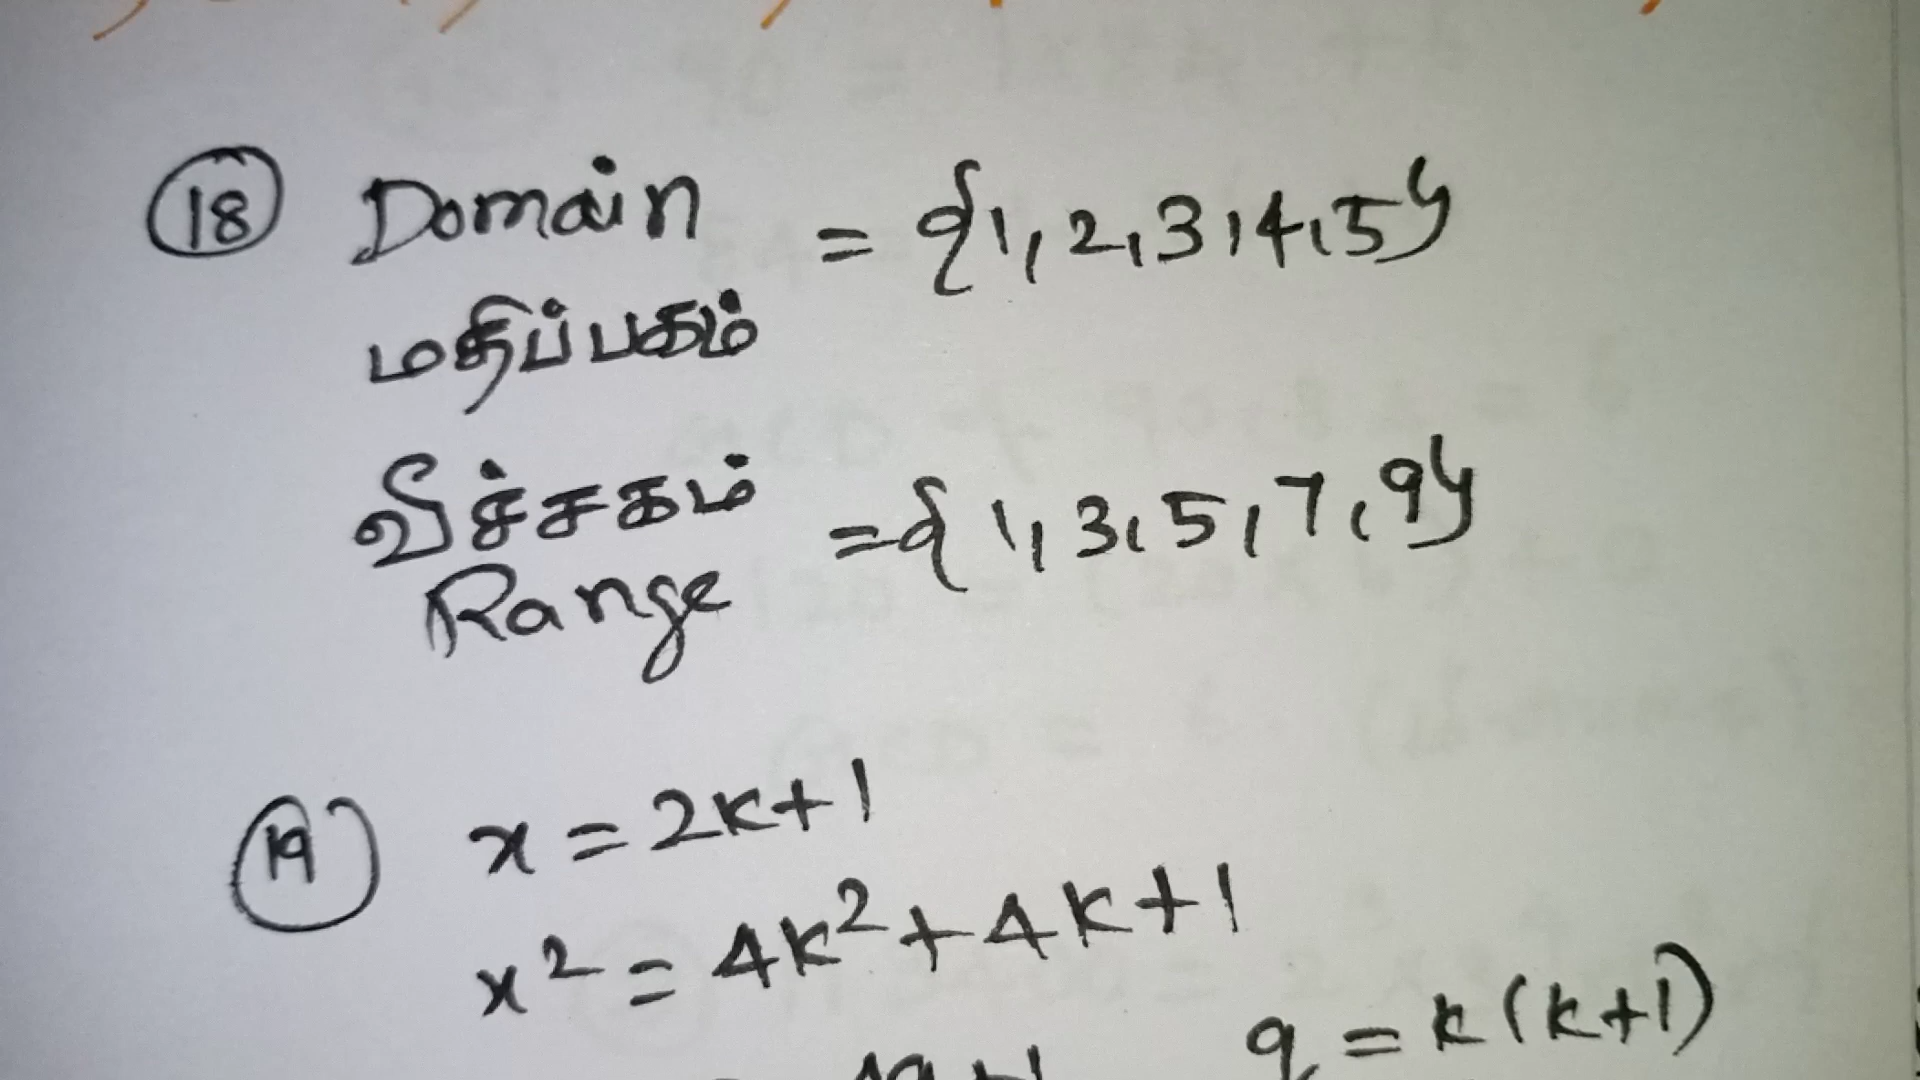 18 Domain = {1, 2, 3, 4, 5}
மதிப்பகம்
வீச்சகம் = {1, 3, 5, 7, 9}
Range
19 x = 2k+1
x² = 4k² + 4k + 1
q = k(k+1)